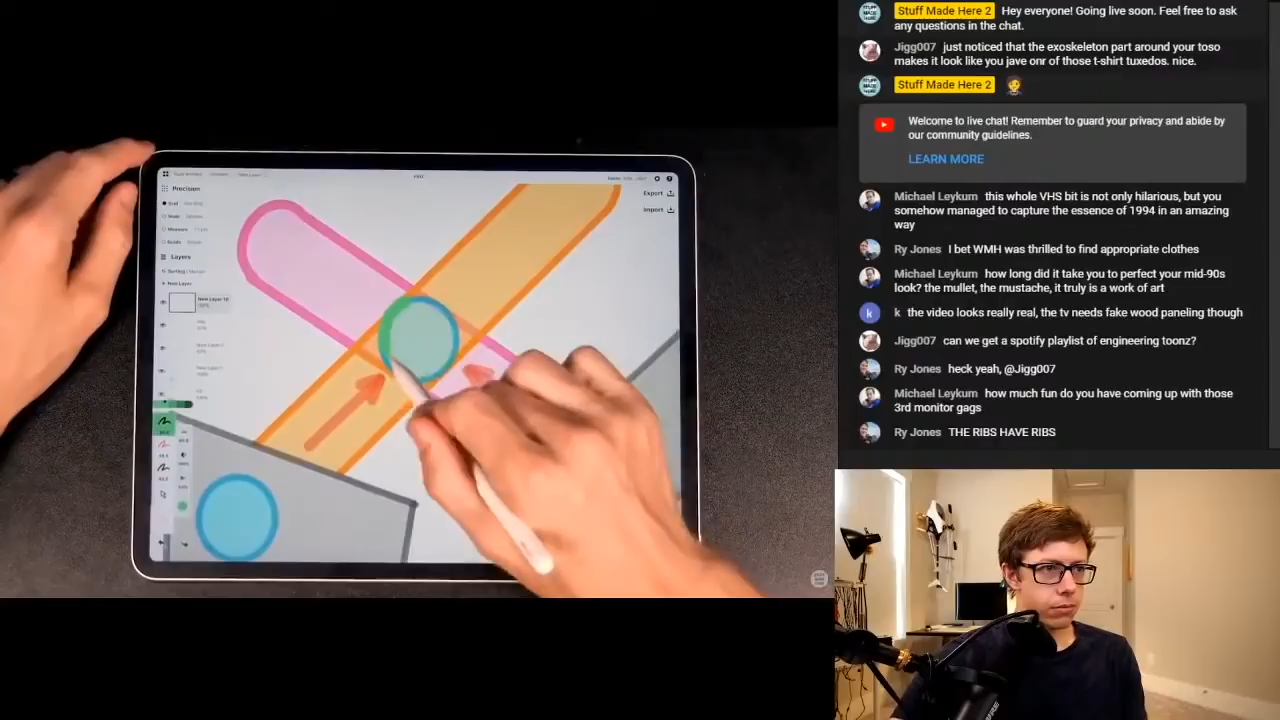 Precision
Export
Import
Layers
New Layer
New Layer 10
Stuff Made Here 2 Hey everyone! Going live soon. Feel free to ask
any questions in the chat.
Jigg007 just noticed that the exoskeleton part around your toso
makes it look like you jave onr of those t-shirt tuxedos. nice.
Stuff Made Here 2
Welcome to live chat! Remember to guard your privacy and abide by
our community guidelines.
LEARN MORE
Michael Leykum this whole VHS bit is not only hilarious, but you
somehow managed to capture the essence of 1994 in an amazing
way
Ry Jones I bet WMH was thrilled to find appropriate clothes
Michael Leykum how long did it take you to perfect your mid-90s
look? the mullet, the mustache, it truly is a work of art
k k the video looks really real, the tv needs fake wood paneling though
Jigg007 can we get a spotify playlist of engineering toonz?
Ry Jones heck yeah, @Jigg007
Michael Leykum how much fun do you have coming up with those
3rd monitor gags
Ry Jones THE RIBS HAVE RIBS